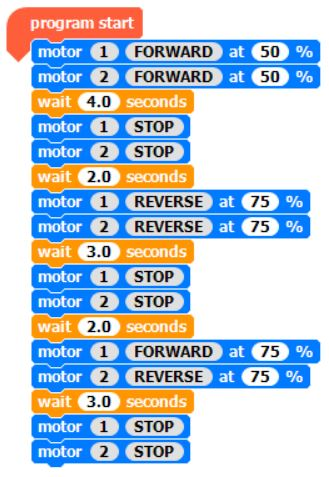 program start
motor 1 FORWARD at 50 %
motor 2 FORWARD at 50 %
wait 4.0 seconds
motor 1 STOP
motor 2 STOP
wait 2.0 seconds
motor 1 REVERSE at 75 %
motor 2 REVERSE at 75 %
wait 3.0 seconds
motor 1 STOP
motor 2 STOP
wait 2.0 seconds
motor 1 FORWARD at 75 %
motor 2 REVERSE at 75 %
wait 3.0 seconds
motor 1 STOP
motor 2 STOP